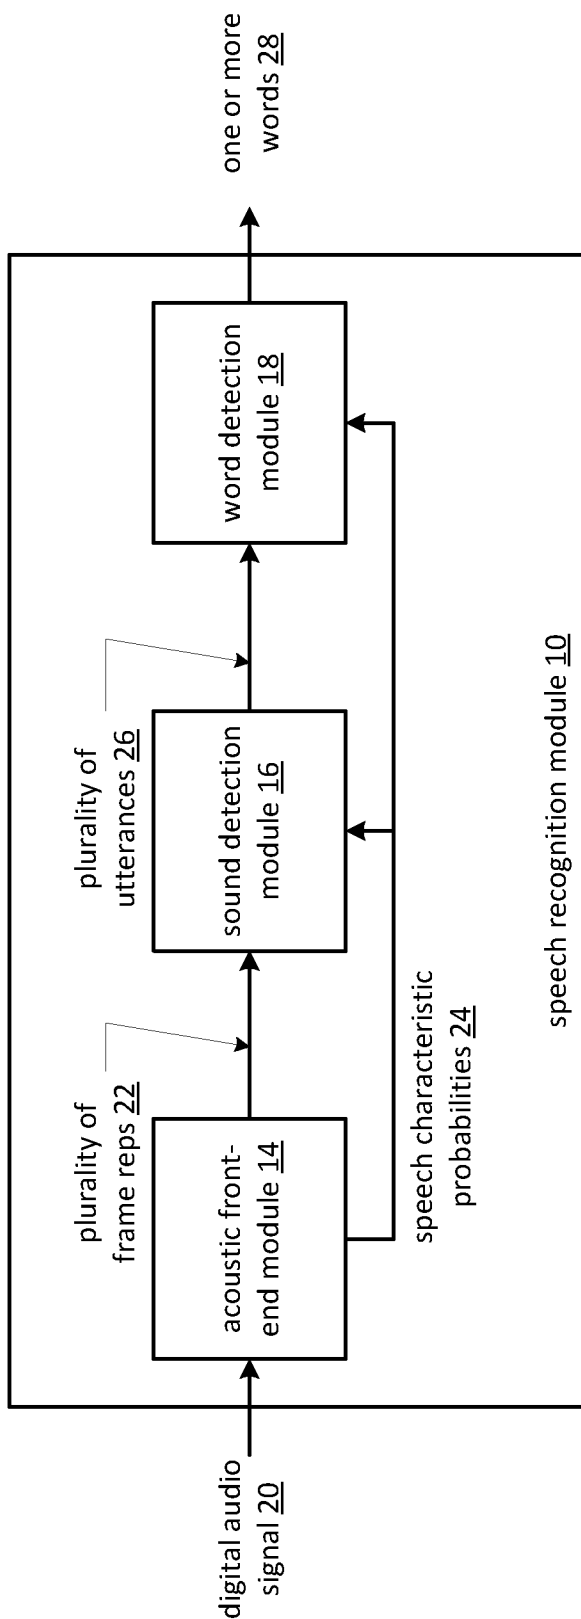 digital audio
signal 20
plurality of
frame reps 22
acoustic front-
end module 14
speech characteristic
probabilities 24
plurality of
utterances 26
sound detection
module 16
word detection
module 18
one or more
words 28
speech recognition module 10